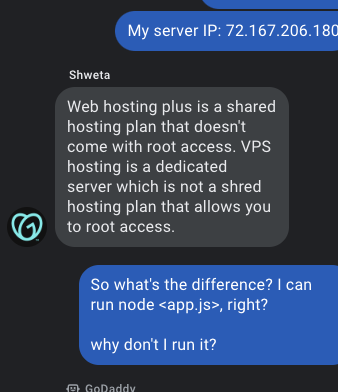 My server IP: 72.167.206.180
Shweta
Web hosting plus is a shared
hosting plan that doesn't
come with root access. VPS
hosting is a dedicated
server which is not a shred
hosting plan that allows you
to root access.
So what's the difference? I can
run node <app.js>, right?
why don't I run it?
GoDaddy